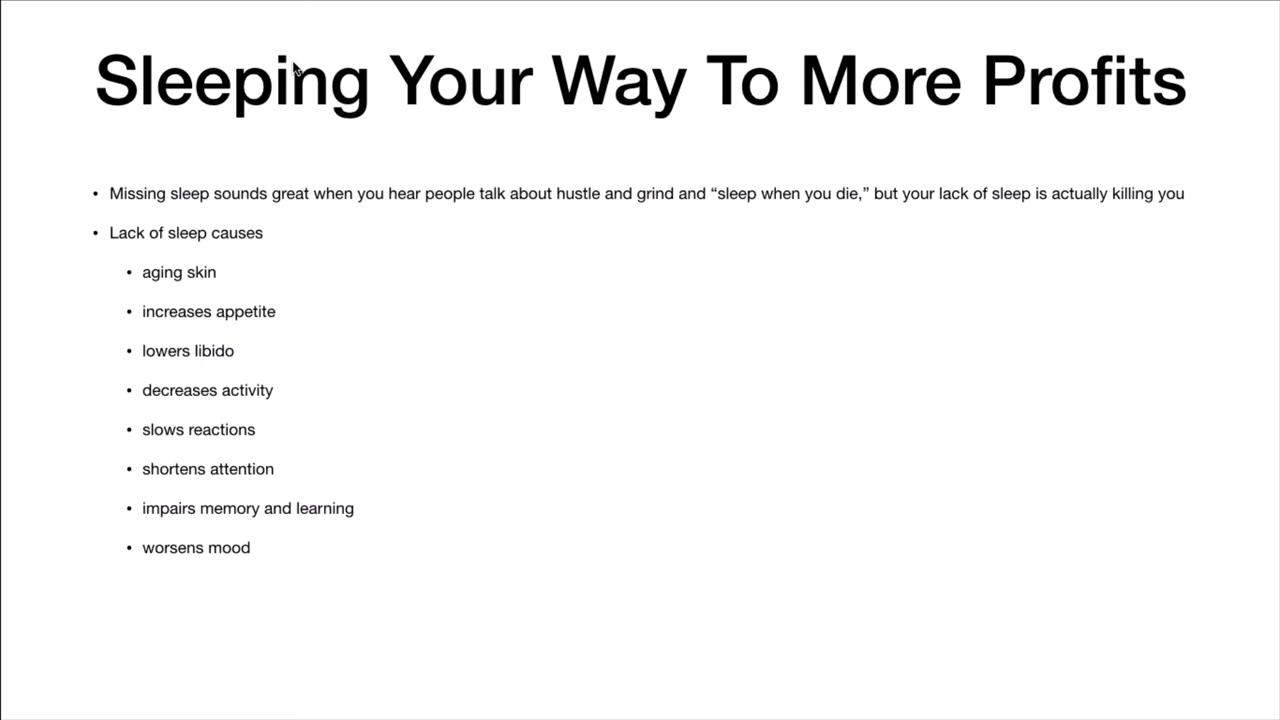 Sleeping Your Way To More Profits
• Missing sleep sounds great when you hear people talk about hustle and grind and “sleep when you die,” but your lack of sleep is actually killing you
• Lack of sleep causes
• aging skin
• increases appetite
• lowers libido
• decreases activity
• slows reactions
• shortens attention
• impairs memory and learning
• worsens mood